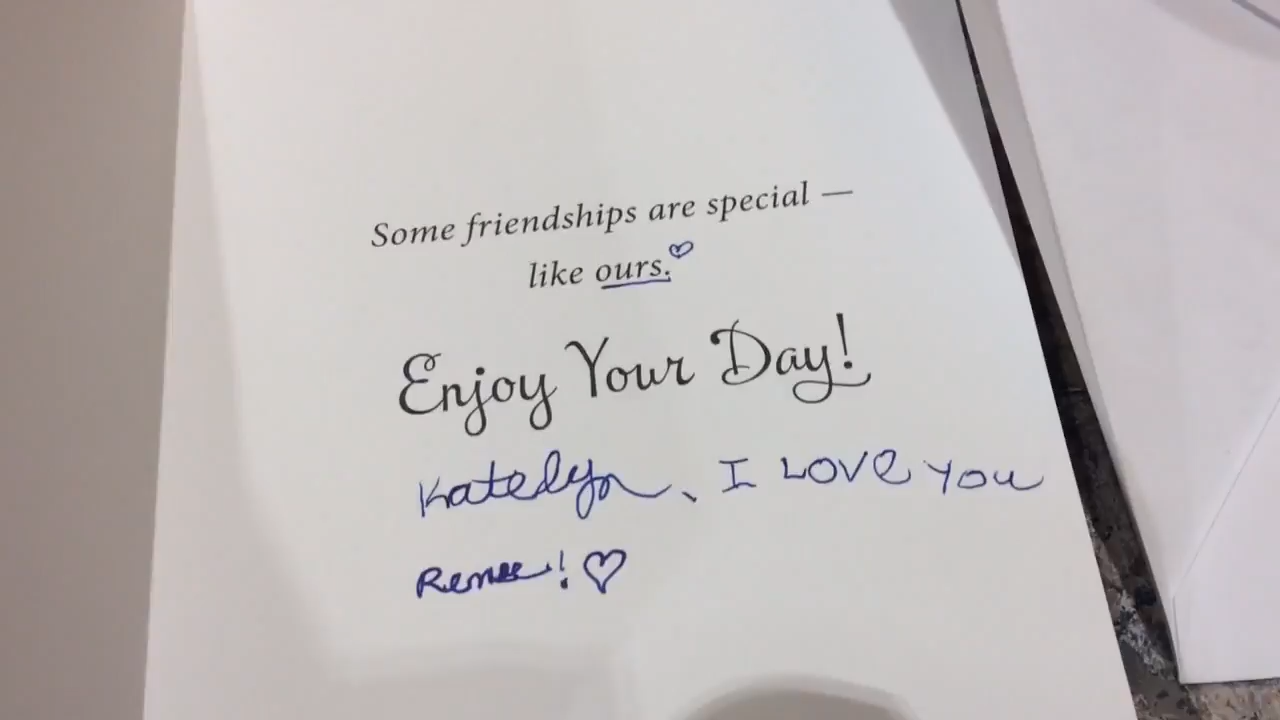 Some friendships are special —
like ours.♡
Enjoy Your Day!
Katelyn, I LOVE YOU
Renee! ♡